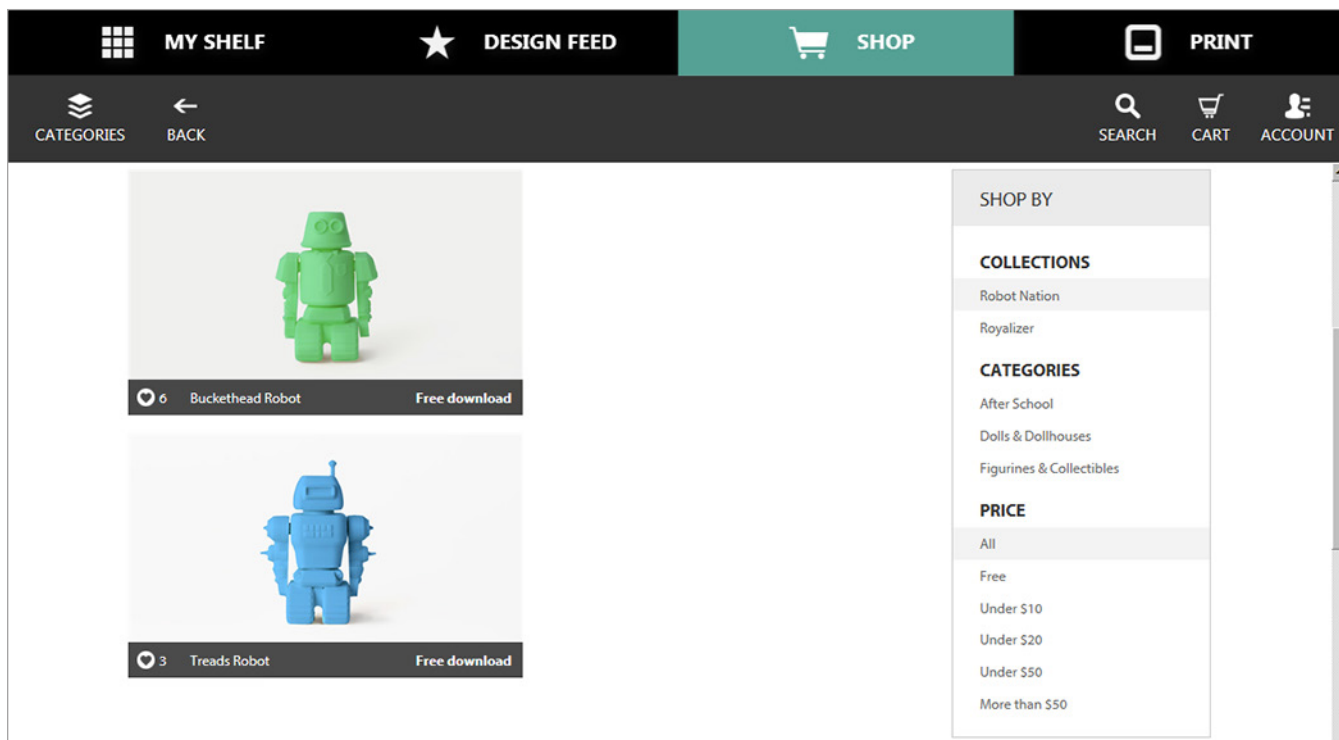 MY SHELF DESIGN FEED SHOP PRINT
CATEGORIES BACK SEARCH CART ACCOUNT
6 Buckethead Robot Free download
3 Treads Robot Free download
SHOP BY
COLLECTIONS
Robot Nation
Royalizer
CATEGORIES
After School
Dolls & Dollhouses
Figurines & Collectibles
PRICE
All
Free
Under $10
Under $20
Under $50
More than $50